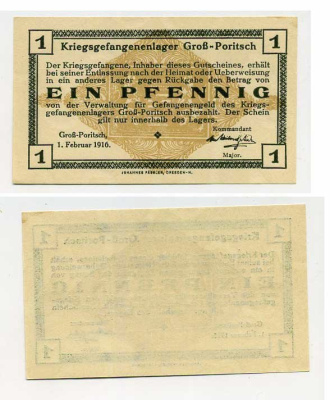 1 Kriegsgefangenenlager Groß-Poritsch 1
Der Kriegsgefangene, Inhaber dieses Gutscheines, erhält
bei seiner Entlassung nach der Heimat oder Ueberweisung
in ein anderes Lager gegen Rückgabe den Betrag von
EIN PFENNIG
von der Verwaltung für Gefangenengeld des Kriegs-
gefangenenlagers Groß-Poritsch ausbezahlt. Der Schein
gilt nur innerhalb des Lagers.
Kommandant
Groß-Poritsch,
1. Februar 1916.
1 Major. 1
JOHANNES PÄSSLER, DRESDEN-N.